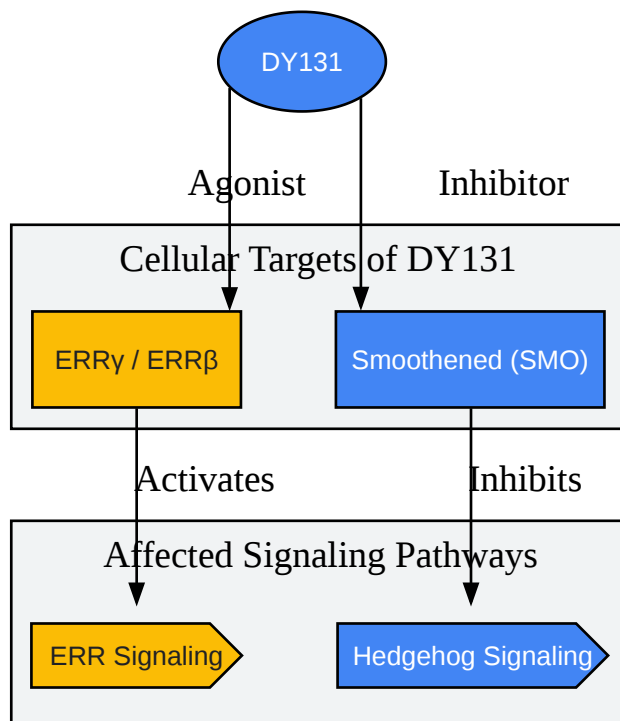 DY131
Agonist
Inhibitor
Cellular Targets of DY131
ERRγ / ERRβ
Smoothened (SMO)
Activates
Inhibits
Affected Signaling Pathways
ERR Signaling
Hedgehog Signaling